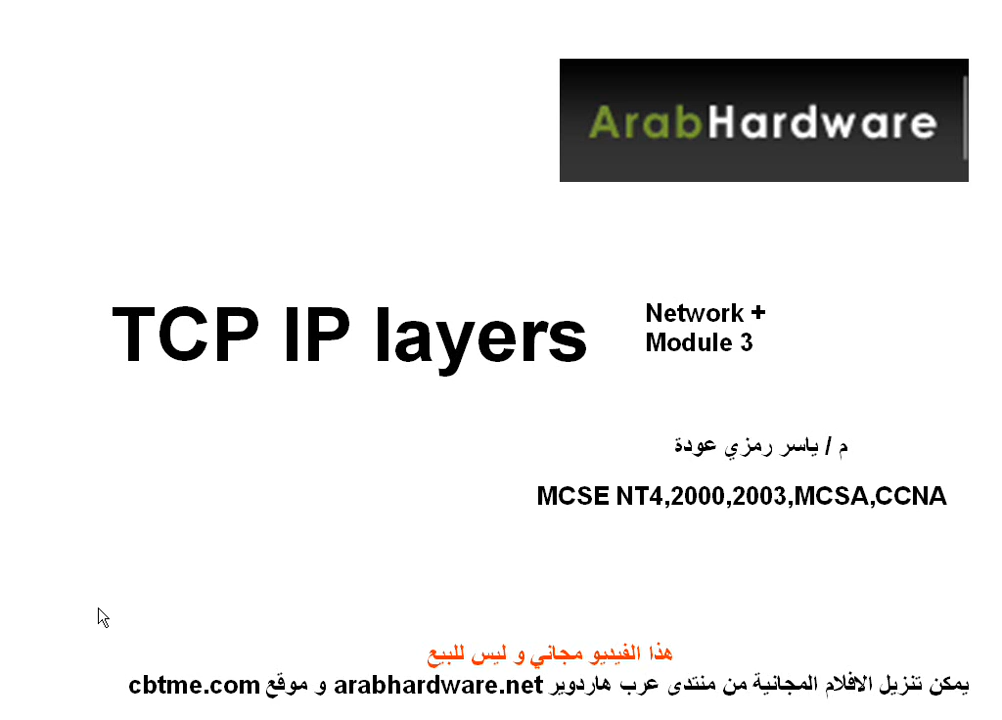 ArabHardware
TCP IP layers
Network +
Module 3
م / ياسر رمزي عودة
MCSE NT4,2000,2003,MCSA,CCNA
هذا الفيديو مجاني و ليس للبيع
يمكن تنزيل الافلام المجانية من منتدى عرب هاردوير arabhardware.net و موقع cbtme.com